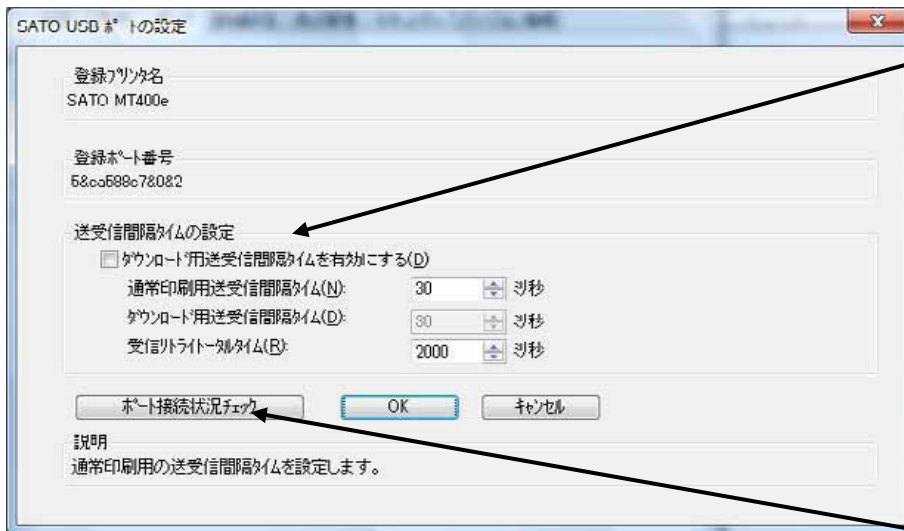 SATO USB ﾎﾟｰﾄの設定
登録ﾌﾟﾘﾝﾀ名
SATO MT400e
登録ﾎﾟｰﾄ番号
送受信間隔ﾀｲﾑの設定
ﾀﾞｳﾝﾛｰﾄﾞ用送受信間隔ﾀｲﾑを有効にする(D)
通常印刷用送受信間隔ﾀｲﾑ(N): 30 ﾐﾘ秒
ﾀﾞｳﾝﾛｰﾄﾞ用送受信間隔ﾀｲﾑ(D): 30 ﾐﾘ秒
受信ﾘﾄﾗｲﾄｰﾀﾙﾀｲﾑ(R): 2000 ﾐﾘ秒
ﾎﾟｰﾄ接続状況ﾁｪｯｸ OK ｷｬﾝｾﾙ
説明
通常印刷用の送受信間隔ﾀｲﾑを設定します。